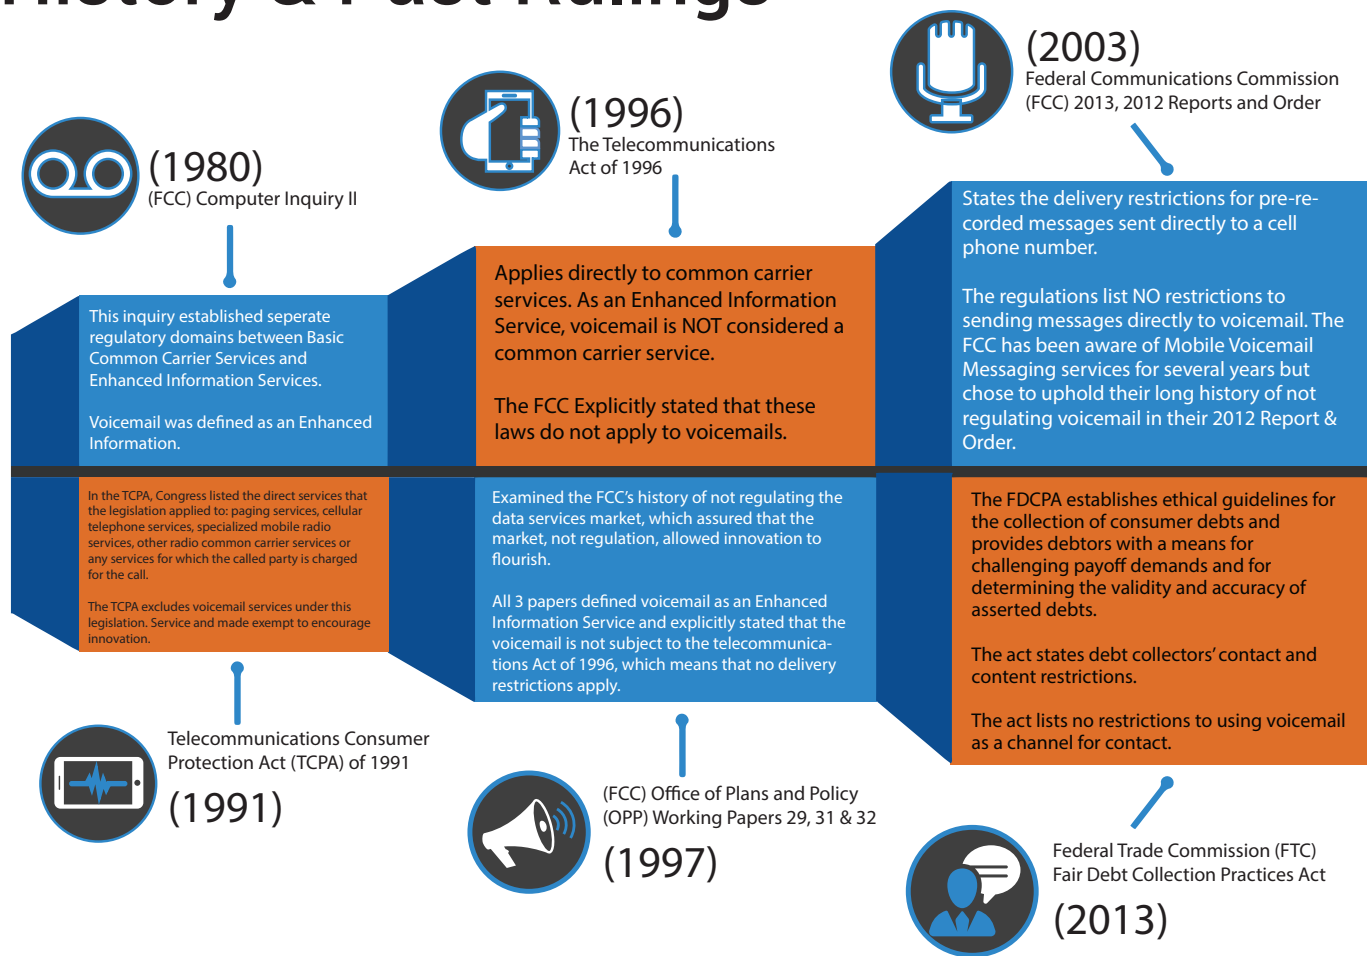 History & Past Rulings
(1980)
(FCC) Computer Inquiry II
This inquiry established seperate
regulatory domains between Basic
Common Carrier Services and
Enhanced Information Services.
Voicemail was defined as an Enhanced
Information.
(1996)
The Telecommunications
Act of 1996
Applies directly to common carrier
services. As an Enhanced Information
Service, voicemail is NOT considered a
common carrier service.
The FCC Explicitly stated that these
laws do not apply to voicemails.
(2003)
Federal Communications Commission
(FCC) 2013, 2012 Reports and Order
States the delivery restrictions for pre-re-
corded messages sent directly to a cell
phone number.
The regulations list NO restrictions to
sending messages directly to voicemail. The
FCC has been aware of Mobile Voicemail
Messaging services for several years but
chose to uphold their long history of not
regulating voicemail in their 2012 Report &
Order.
In the TCPA, Congress listed the direct services that
the legislation applied to: paging services, cellular
telephone services, specialized mobile radio
services, other radio common carrier services or
any services for which the called party is charged
for the call.
The TCPA excludes voicemail services under this
legislation. Service and made exempt to encourage
innovation.
Telecommunications Consumer
Protection Act (TCPA) of 1991
(1991)
Examined the FCC's history of not regulating the
data services market, which assured that the
market, not regulation, allowed innovation to
flourish.
All 3 papers defined voicemail as an Enhanced
Information Service and explicitly stated that the
voicemail is not subject to the telecommunica-
tions Act of 1996, which means that no delivery
restrictions apply.
(FCC) Office of Plans and Policy
(OPP) Working Papers 29, 31 & 32
(1997)
The FDCPA establishes ethical guidelines for
the collection of consumer debts and
provides debtors with a means for
challenging payoff demands and for
determining the validity and accuracy of
asserted debts.
The act states debt collectors' contact and
content restrictions.
The act lists no restrictions to using voicemail
as a channel for contact.
Federal Trade Commission (FTC)
Fair Debt Collection Practices Act
(2013)